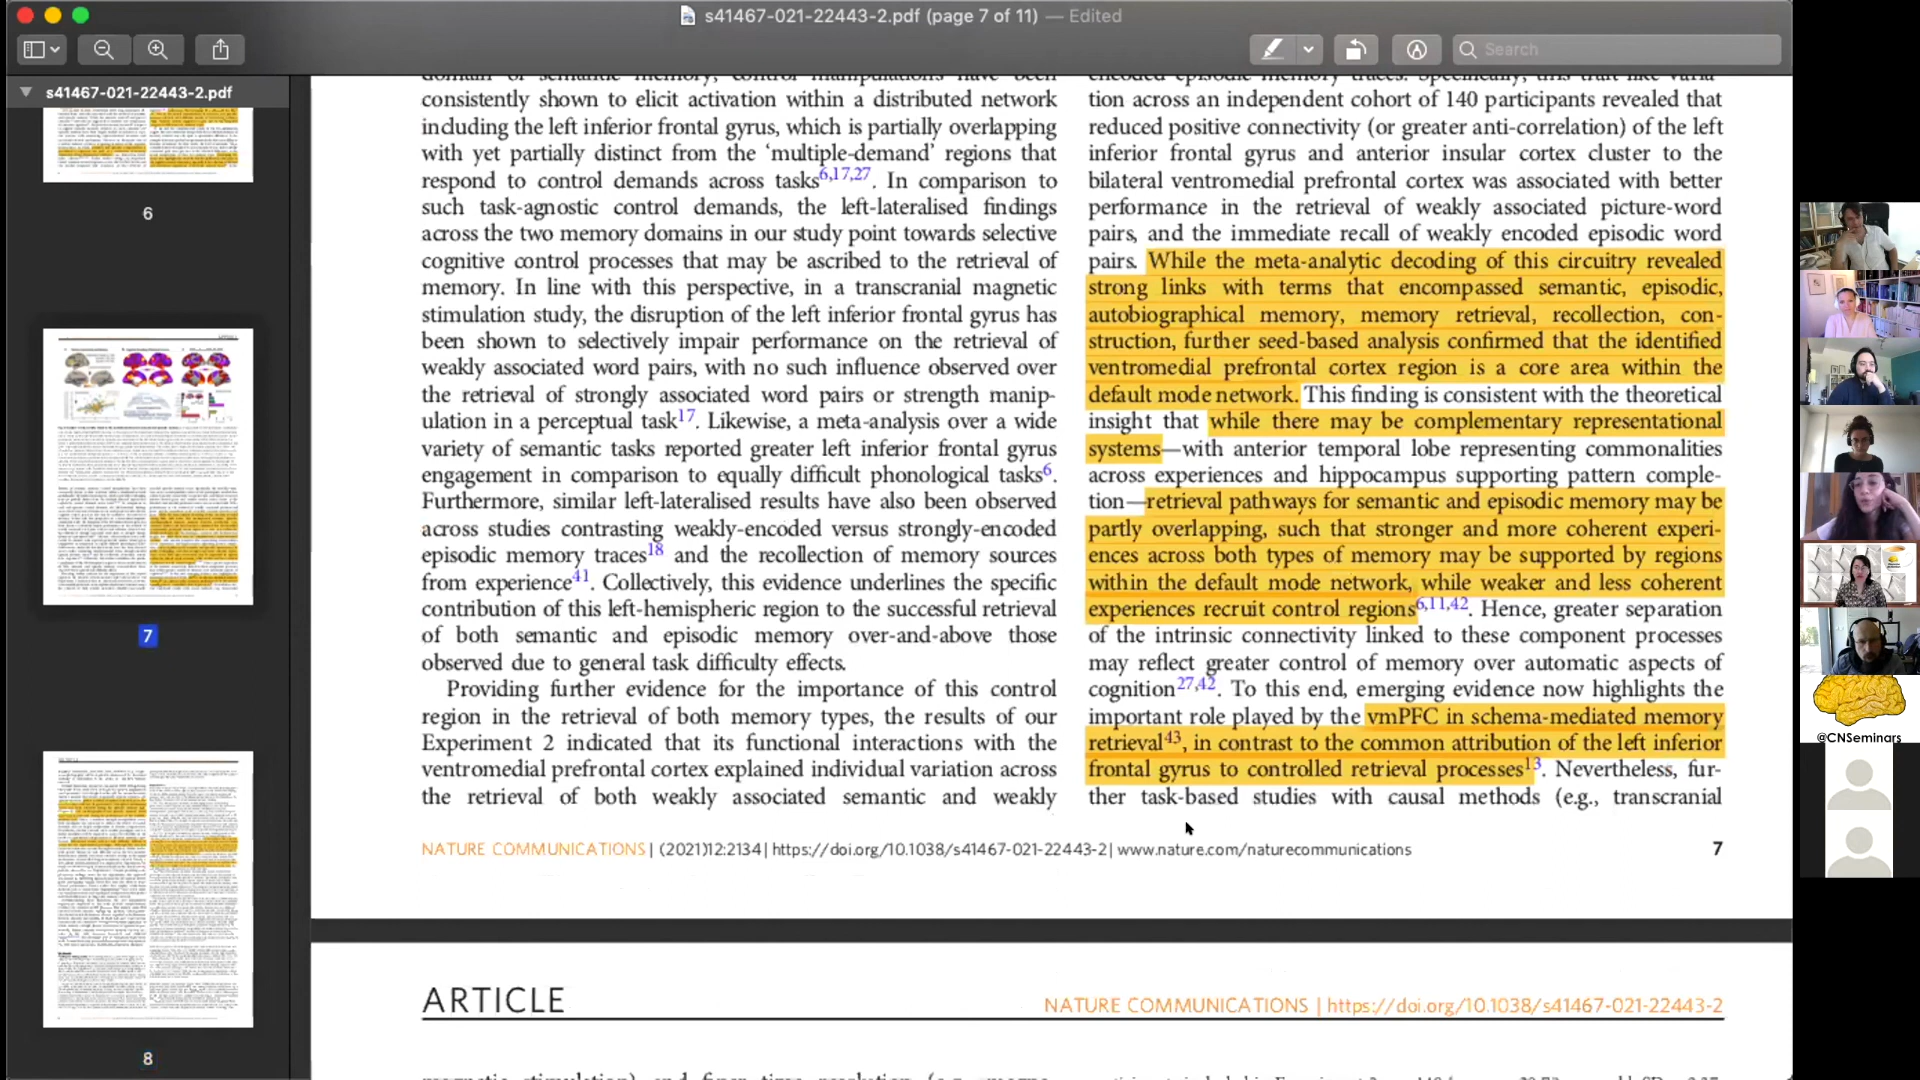 s41467-021-22443-2.pdf (page 7 of 11) — Edited
Search
s41467-021-22443-2.pdf
6
7
8
domain of semantic memory, control manipulations have been
consistently shown to elicit activation within a distributed network
including the left inferior frontal gyrus, which is partially overlapping
with yet partially distinct from the ‘multiple-demand’ regions that
respond to control demands across tasks6,17,27. In comparison to
such task-agnostic control demands, the left-lateralised findings
across the two memory domains in our study point towards selective
cognitive control processes that may be ascribed to the retrieval of
memory. In line with this perspective, in a transcranial magnetic
stimulation study, the disruption of the left inferior frontal gyrus has
been shown to selectively impair performance on the retrieval of
weakly associated word pairs, with no such influence observed over
the retrieval of strongly associated word pairs or strength manip-
ulation in a perceptual task17. Likewise, a meta-analysis over a wide
variety of semantic tasks reported greater left inferior frontal gyrus
engagement in comparison to equally difficult phonological tasks6.
Furthermore, similar left-lateralised results have also been observed
across studies contrasting weakly-encoded versus strongly-encoded
episodic memory traces18 and the recollection of memory sources
from experience41. Collectively, this evidence underlines the specific
contribution of this left-hemispheric region to the successful retrieval
of both semantic and episodic memory over-and-above those
observed due to general task difficulty effects.
Providing further evidence for the importance of this control
region in the retrieval of both memory types, the results of our
Experiment 2 indicated that its functional interactions with the
ventromedial prefrontal cortex explained individual variation across
the retrieval of both weakly associated semantic and weakly
encoded episodic memory traces. Specifically, this trait-like varia-
tion across an independent cohort of 140 participants revealed that
reduced positive connectivity (or greater anti-correlation) of the left
inferior frontal gyrus and anterior insular cortex cluster to the
bilateral ventromedial prefrontal cortex was associated with better
performance in the retrieval of weakly associated picture-word
pairs, and the immediate recall of weakly encoded episodic word
pairs. While the meta-analytic decoding of this circuitry revealed
strong links with terms that encompassed semantic, episodic,
autobiographical memory, memory retrieval, recollection, con-
struction, further seed-based analysis confirmed that the identified
ventromedial prefrontal cortex region is a core area within the
default mode network. This finding is consistent with the theoretical
insight that while there may be complementary representational
systems—with anterior temporal lobe representing commonalities
across experiences and hippocampus supporting pattern comple-
tion—retrieval pathways for semantic and episodic memory may be
partly overlapping, such that stronger and more coherent experi-
ences across both types of memory may be supported by regions
within the default mode network, while weaker and less coherent
experiences recruit control regions6,11,42. Hence, greater separation
of the intrinsic connectivity linked to these component processes
may reflect greater control of memory over automatic aspects of
cognition27,42. To this end, emerging evidence now highlights the
important role played by the vmPFC in schema-mediated memory
retrieval43, in contrast to the common attribution of the left inferior
frontal gyrus to controlled retrieval processes13. Nevertheless, fur-
ther task-based studies with causal methods (e.g., transcranial
NATURE COMMUNICATIONS | (2021)12:2134 | https://doi.org/10.1038/s41467-021-22443-2 | www.nature.com/naturecommunications
7
ARTICLE
NATURE COMMUNICATIONS | https://doi.org/10.1038/s41467-021-22443-2
@CNSeminars